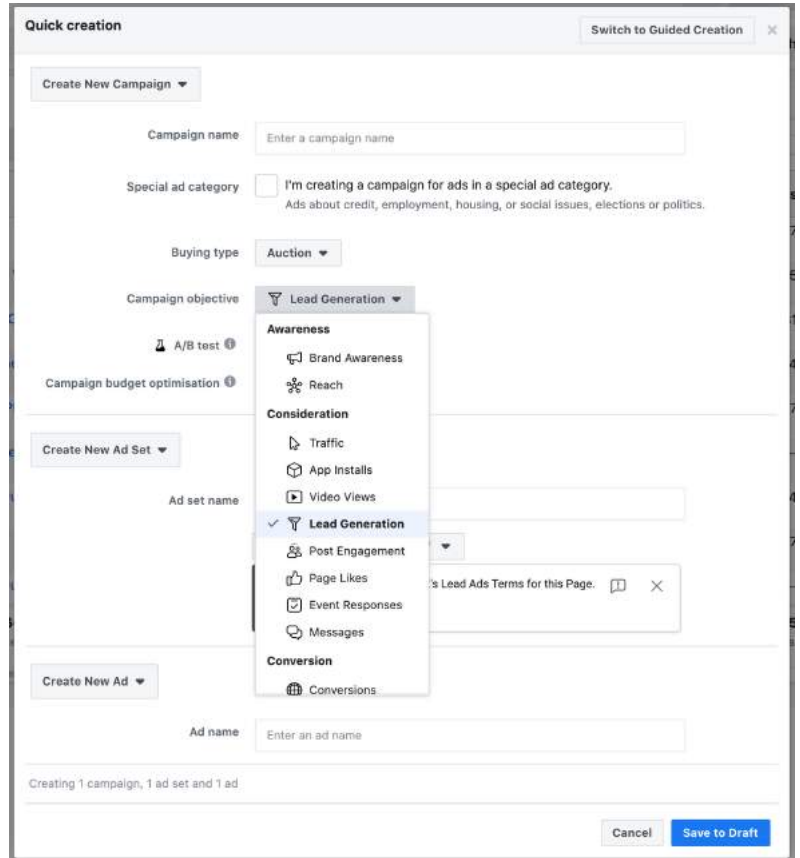 Quick creation
Switch to Guided Creation
Create New Campaign
Campaign name
Enter a campaign name
Special ad category
I'm creating a campaign for ads in a special ad category.
Ads about credit, employment, housing, or social issues, elections or politics.
Buying type
Auction
Campaign objective
Lead Generation
A/B test
Campaign budget optimisation
Awareness
Brand Awareness
Reach
Consideration
Traffic
App Installs
Video Views
Lead Generation
Post Engagement
Page Likes
Event Responses
Messages
Conversion
Conversions
Create New Ad Set
Ad set name
's Lead Ads Terms for this Page.
Create New Ad
Ad name
Enter an ad name
Creating 1 campaign, 1 ad set and 1 ad
Cancel
Save to Draft